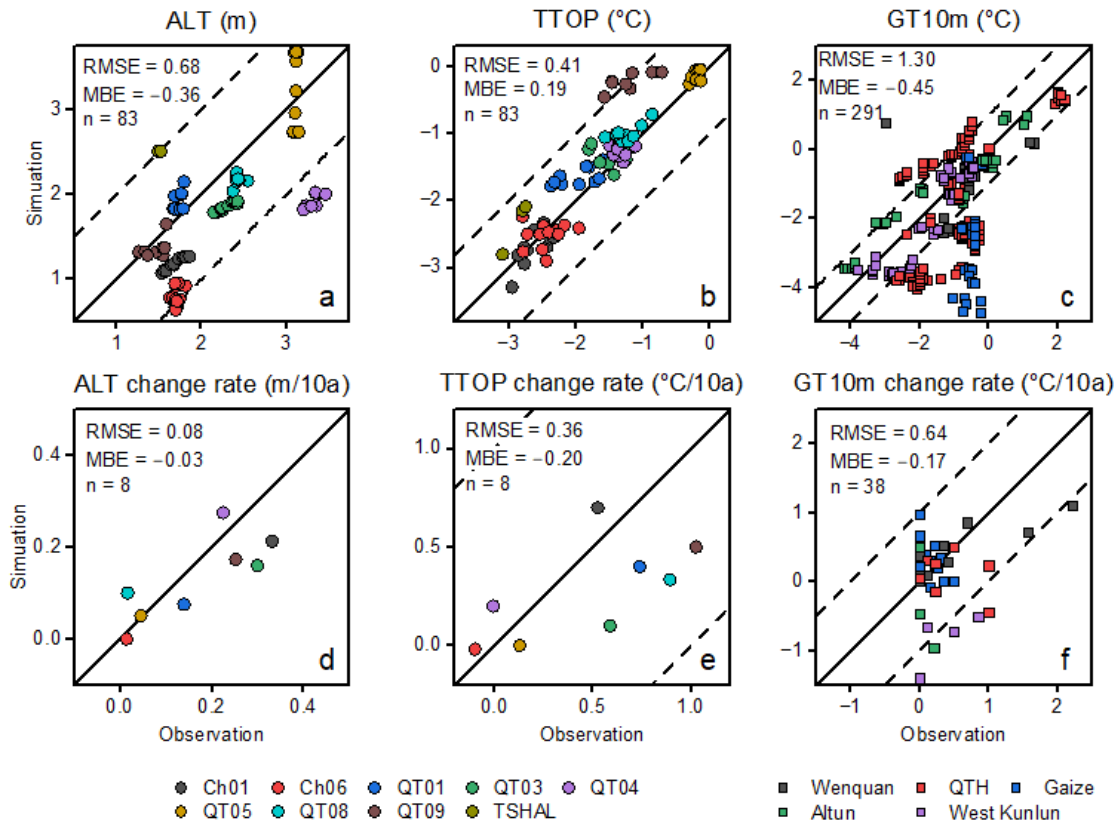 ALT (m)
RMSE = 0.68
MBE = −0.36
n = 83
3
2
1
1 2 3
Simuation
a
TTOP (°C)
RMSE = 0.41
MBE = 0.19
n = 83
0
−1
−2
−3
−3 −2 −1 0
b
GT10m (°C)
RMSE = 1.30
MBE = −0.45
n = 291
2
0
−2
−4
−4 −2 0 2
c
ALT change rate (m/10a)
RMSE = 0.08
MBE = −0.03
n = 8
0.4
0.2
0.0
0.0 0.2 0.4
Simuation
Observation
d
TTOP change rate (°C/10a)
RMSE = 0.36
MBE = −0.20
n = 8
1.0
0.5
0.0
0.0 0.5 1.0
Observation
e
GT10m change rate (°C/10a)
RMSE = 0.64
MBE = −0.17
n = 38
2
1
0
−1
−1 0 1 2
Observation
f
Ch01 Ch06 QT01 QT03 QT04
QT05 QT08 QT09 TSHAL
Wenquan QTH Gaize
Altun West Kunlun